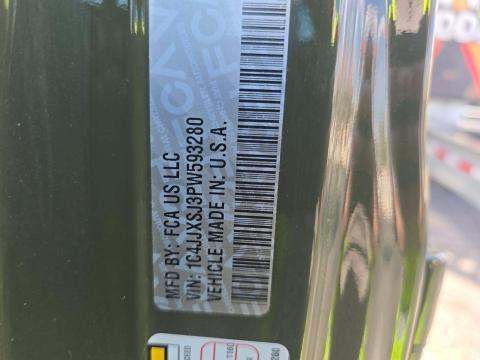 MFD BY: FCA US LLC
VIN: 1C4JJXSJ3PW593280
VEHICLE MADE IN: U.S.A.